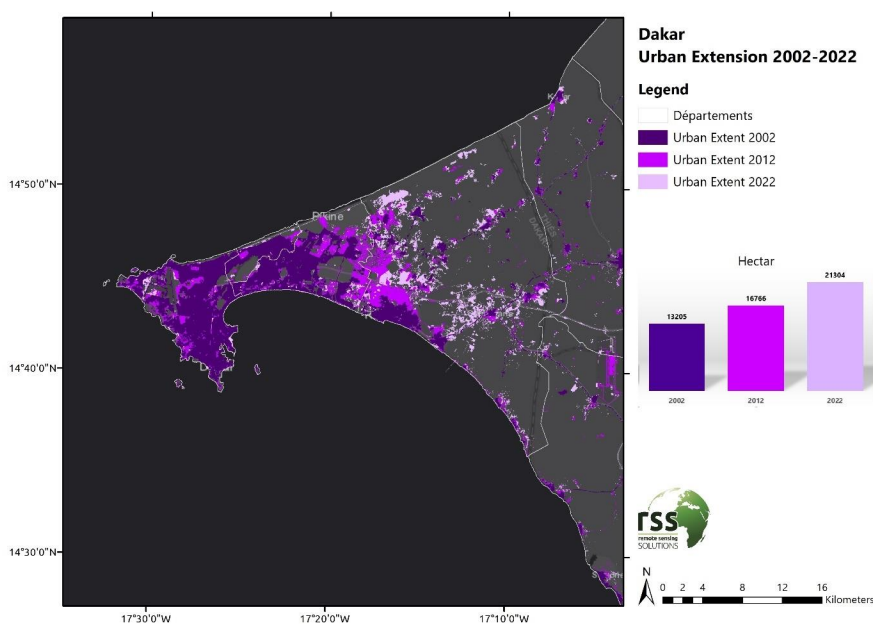 Dakar
Urban Extension 2002-2022
Legend
Départements
Urban Extent 2002
Urban Extent 2012
Urban Extent 2022
14°50'0"N
14°40'0"N
14°30'0"N
17°30'0"W
17°20'0"W
17°10'0"W
DAKAR
Hectar
13205
16766
21304
2002
2012
2022
rss
remote sensing
SOLUTIONS
N
0 2 4 8 12 16
Kilometers